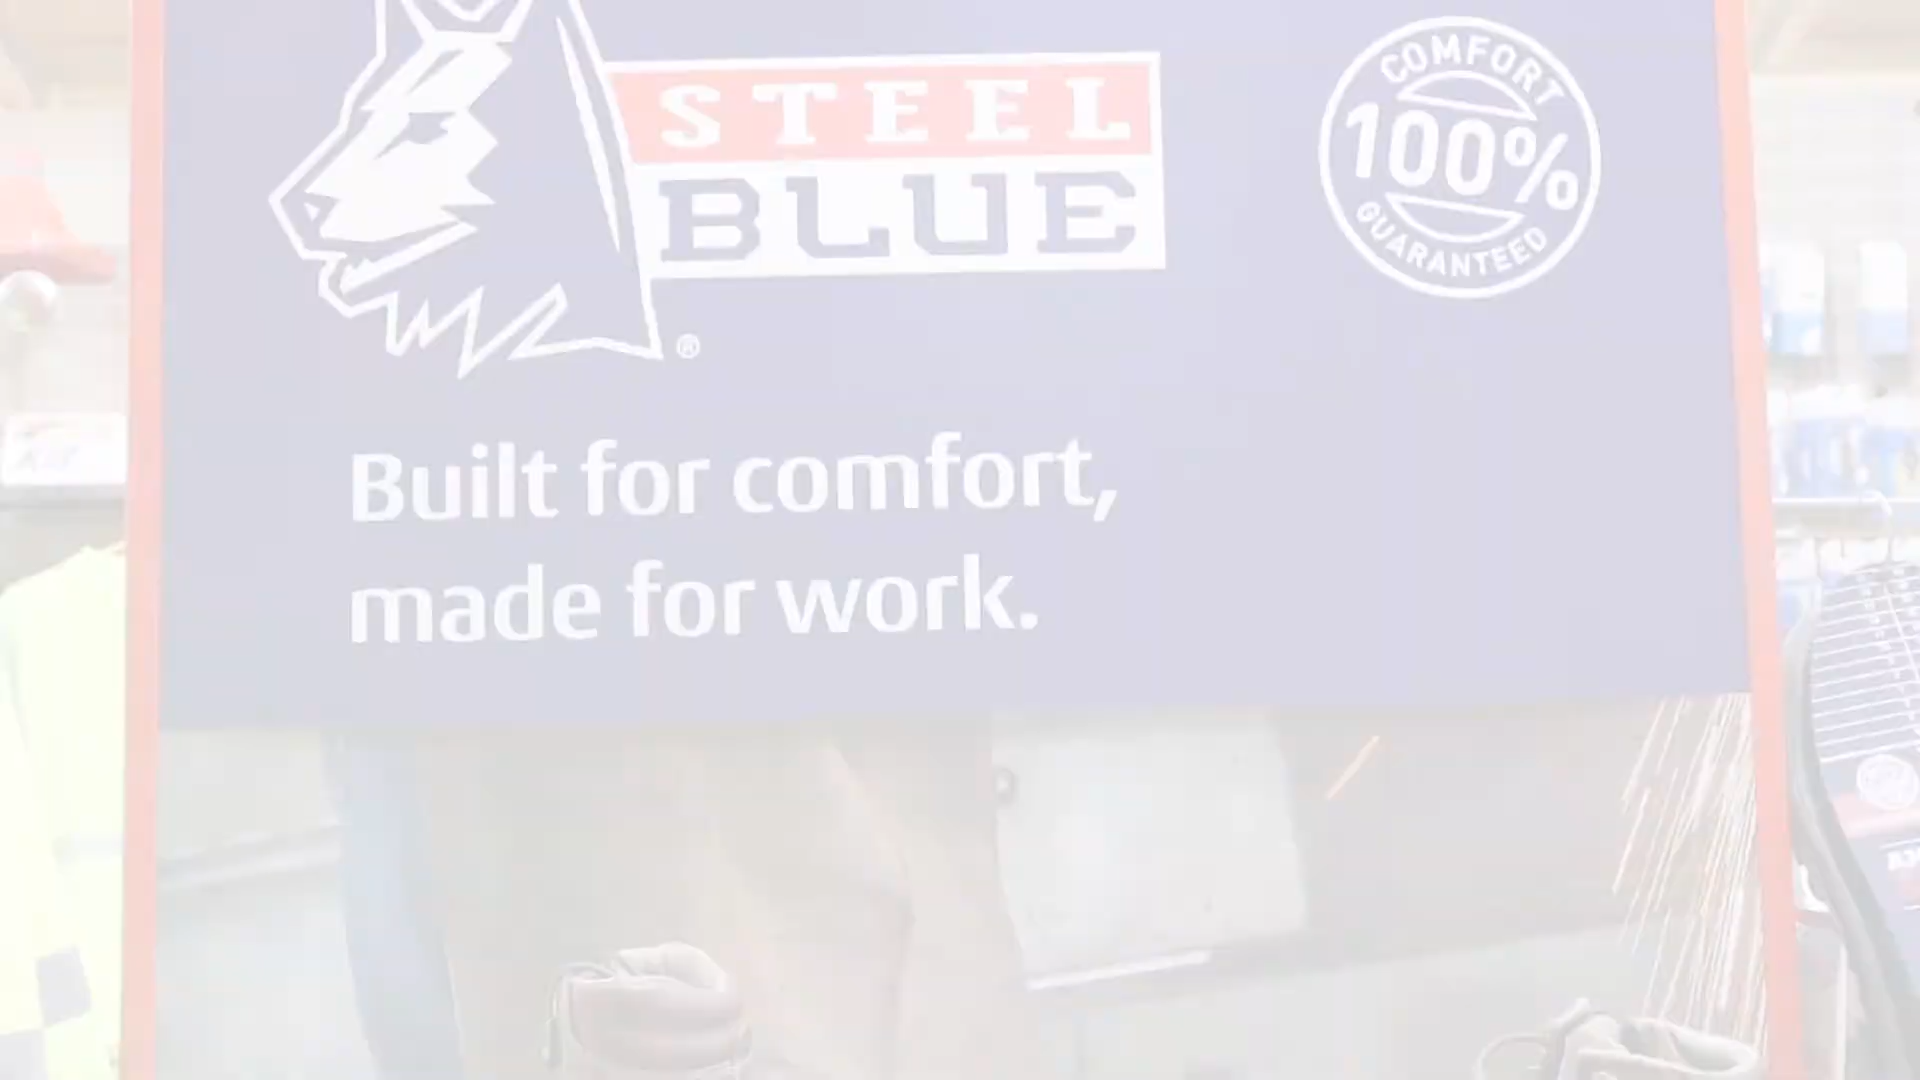 STEEL
BLUE
®
COMFORT
100%
GUARANTEED
Built for comfort,
made for work.